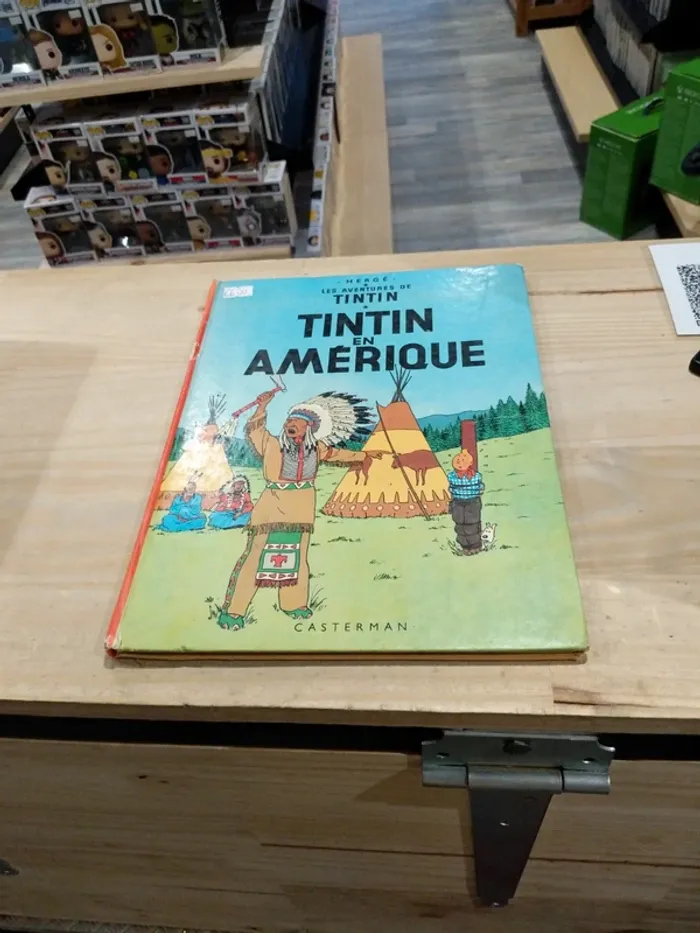 · HERGÉ ·
LES AVENTURES DE
TINTIN
TINTIN
EN
AMÉRIQUE
CASTERMAN